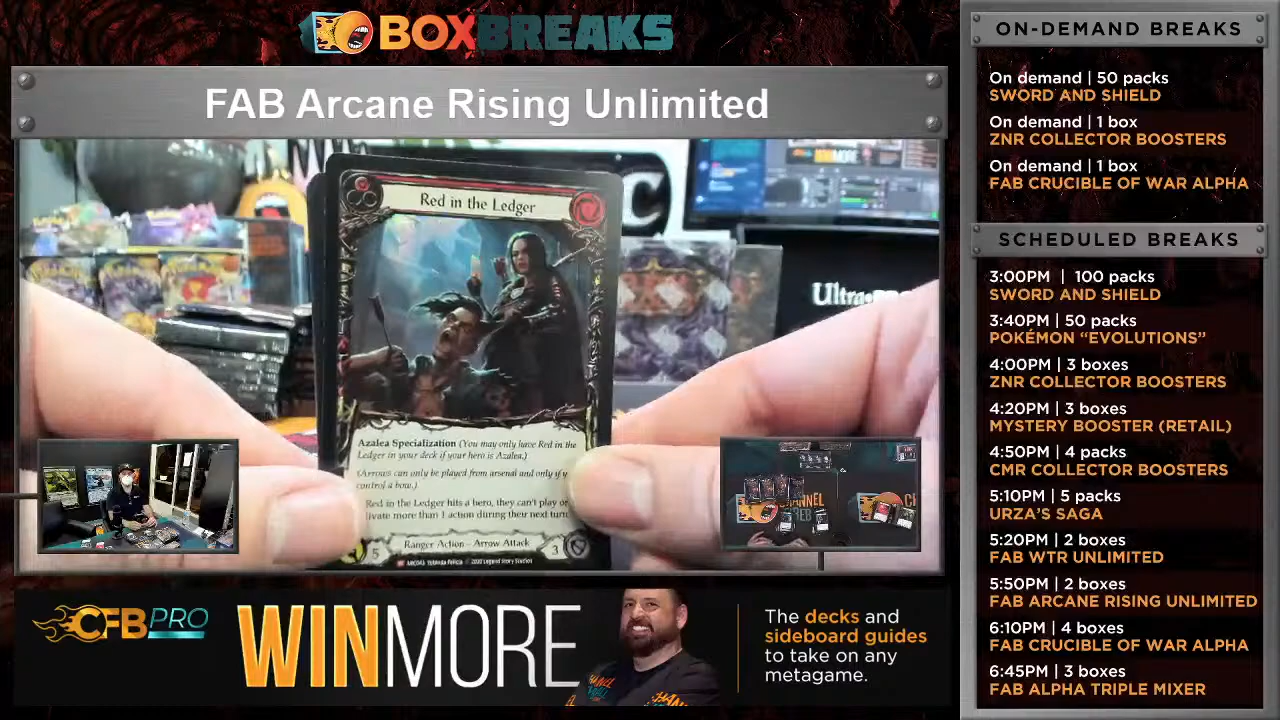 BOXBREAKS
FAB Arcane Rising Unlimited
Red in the Ledger
Azalea Specialization (You may only have Red in the
Ledger in your deck if your hero is Azalea.)
(Arrows can only be played from arsenal and only if y
control a bow.)
Red in the Ledger hits a hero, they can't play or
ivate more than 1 action during their next turn
5
Ranger Action – Arrow Attack
3
Ultra
CFBPRO
WINMORE
The decks and
sideboard guides
to take on any
metagame.
ON-DEMAND BREAKS
On demand | 50 packs
SWORD AND SHIELD
On demand | 1 box
ZNR COLLECTOR BOOSTERS
On demand | 1 box
FAB CRUCIBLE OF WAR ALPHA
SCHEDULED BREAKS
3:00PM | 100 packs
SWORD AND SHIELD
3:40PM | 50 packs
POKÉMON “EVOLUTIONS”
4:00PM | 3 boxes
ZNR COLLECTOR BOOSTERS
4:20PM | 3 boxes
MYSTERY BOOSTER (RETAIL)
4:50PM | 4 packs
CMR COLLECTOR BOOSTERS
5:10PM | 5 packs
URZA’S SAGA
5:20PM | 2 boxes
FAB WTR UNLIMITED
5:50PM | 2 boxes
FAB ARCANE RISING UNLIMITED
6:10PM | 4 boxes
FAB CRUCIBLE OF WAR ALPHA
6:45PM | 3 boxes
FAB ALPHA TRIPLE MIXER